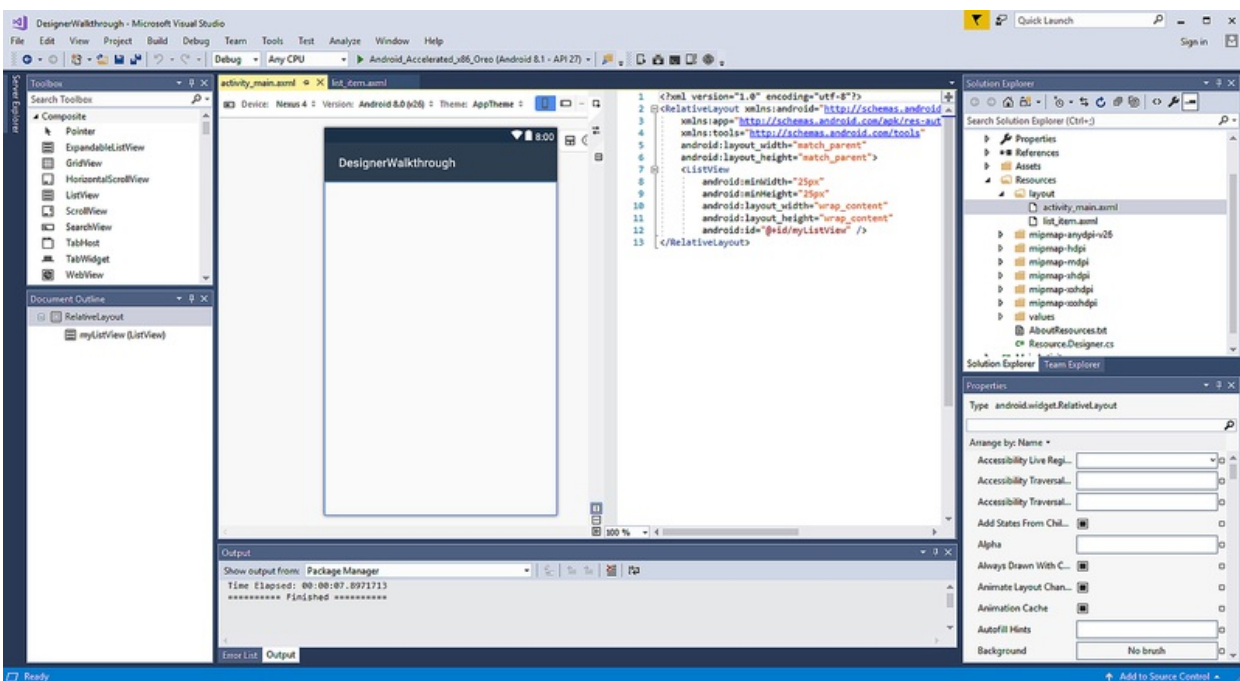 DesignerWalkthrough - Microsoft Visual Studio
Quick Launch
File Edit View Project Build Debug Team Tools Test Analyze Window Help
Sign in
Debug Any CPU Android_Accelerated_x86_Oreo (Android 8.1 - API 27)
Server Explorer
Toolbox
Search Toolbox
Composite
Pointer
ExpandableListView
GridView
HorizontalScrollView
ListView
ScrollView
SearchView
TabHost
TabWidget
WebView
Document Outline
RelativeLayout
myListView (ListView)
activity_main.axml list_item.axml
Device: Nexus 4 Version: Android 8.0 (v26) Theme: AppTheme
8:00
DesignerWalkthrough
1 <?xml version="1.0" encoding="utf-8"?>
2 <RelativeLayout xmlns:android="http://schemas.android
3 xmlns:app="http://schemas.android.com/apk/res-aut
4 xmlns:tools="http://schemas.android.com/tools"
5 android:layout_width="match_parent"
6 android:layout_height="match_parent">
7 <ListView
8 android:minWidth="25px"
9 android:minHeight="25px"
10 android:layout_width="wrap_content"
11 android:layout_height="wrap_content"
12 android:id="@+id/myListView" />
13 </RelativeLayout>
100 %
Output
Show output from: Package Manager
Time Elapsed: 00:00:07.8971713
========== Finished ==========
Error List Output
Solution Explorer
Search Solution Explorer (Ctrl+;)
Properties
References
Assets
Resources
layout
activity_main.axml
list_item.axml
mipmap-anydpi-v26
mipmap-hdpi
mipmap-mdpi
mipmap-xhdpi
mipmap-xxhdpi
mipmap-xxxhdpi
values
AboutResources.txt
Resource.Designer.cs
Solution Explorer Team Explorer
Properties
Type android.widget.RelativeLayout
Arrange by: Name
Accessibility Live Regi...
Accessibility Traversal...
Accessibility Traversal...
Add States From Chil...
Alpha
Always Drawn With C...
Animate Layout Chan...
Animation Cache
Autofill Hints
Background No brush
Ready
Add to Source Control